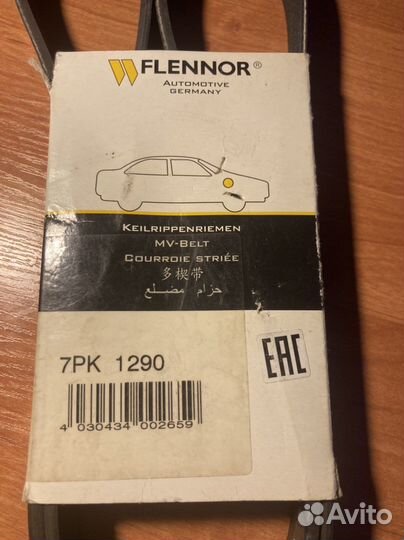 FLENNOR®
AUTOMOTIVE
GERMANY
KEILRIPPENRIEMEN
MV-BELT
COURROIE STRIÉE
多楔带
حزام مضلع
7PK 1290
EAC
4 030434 002659
Avito